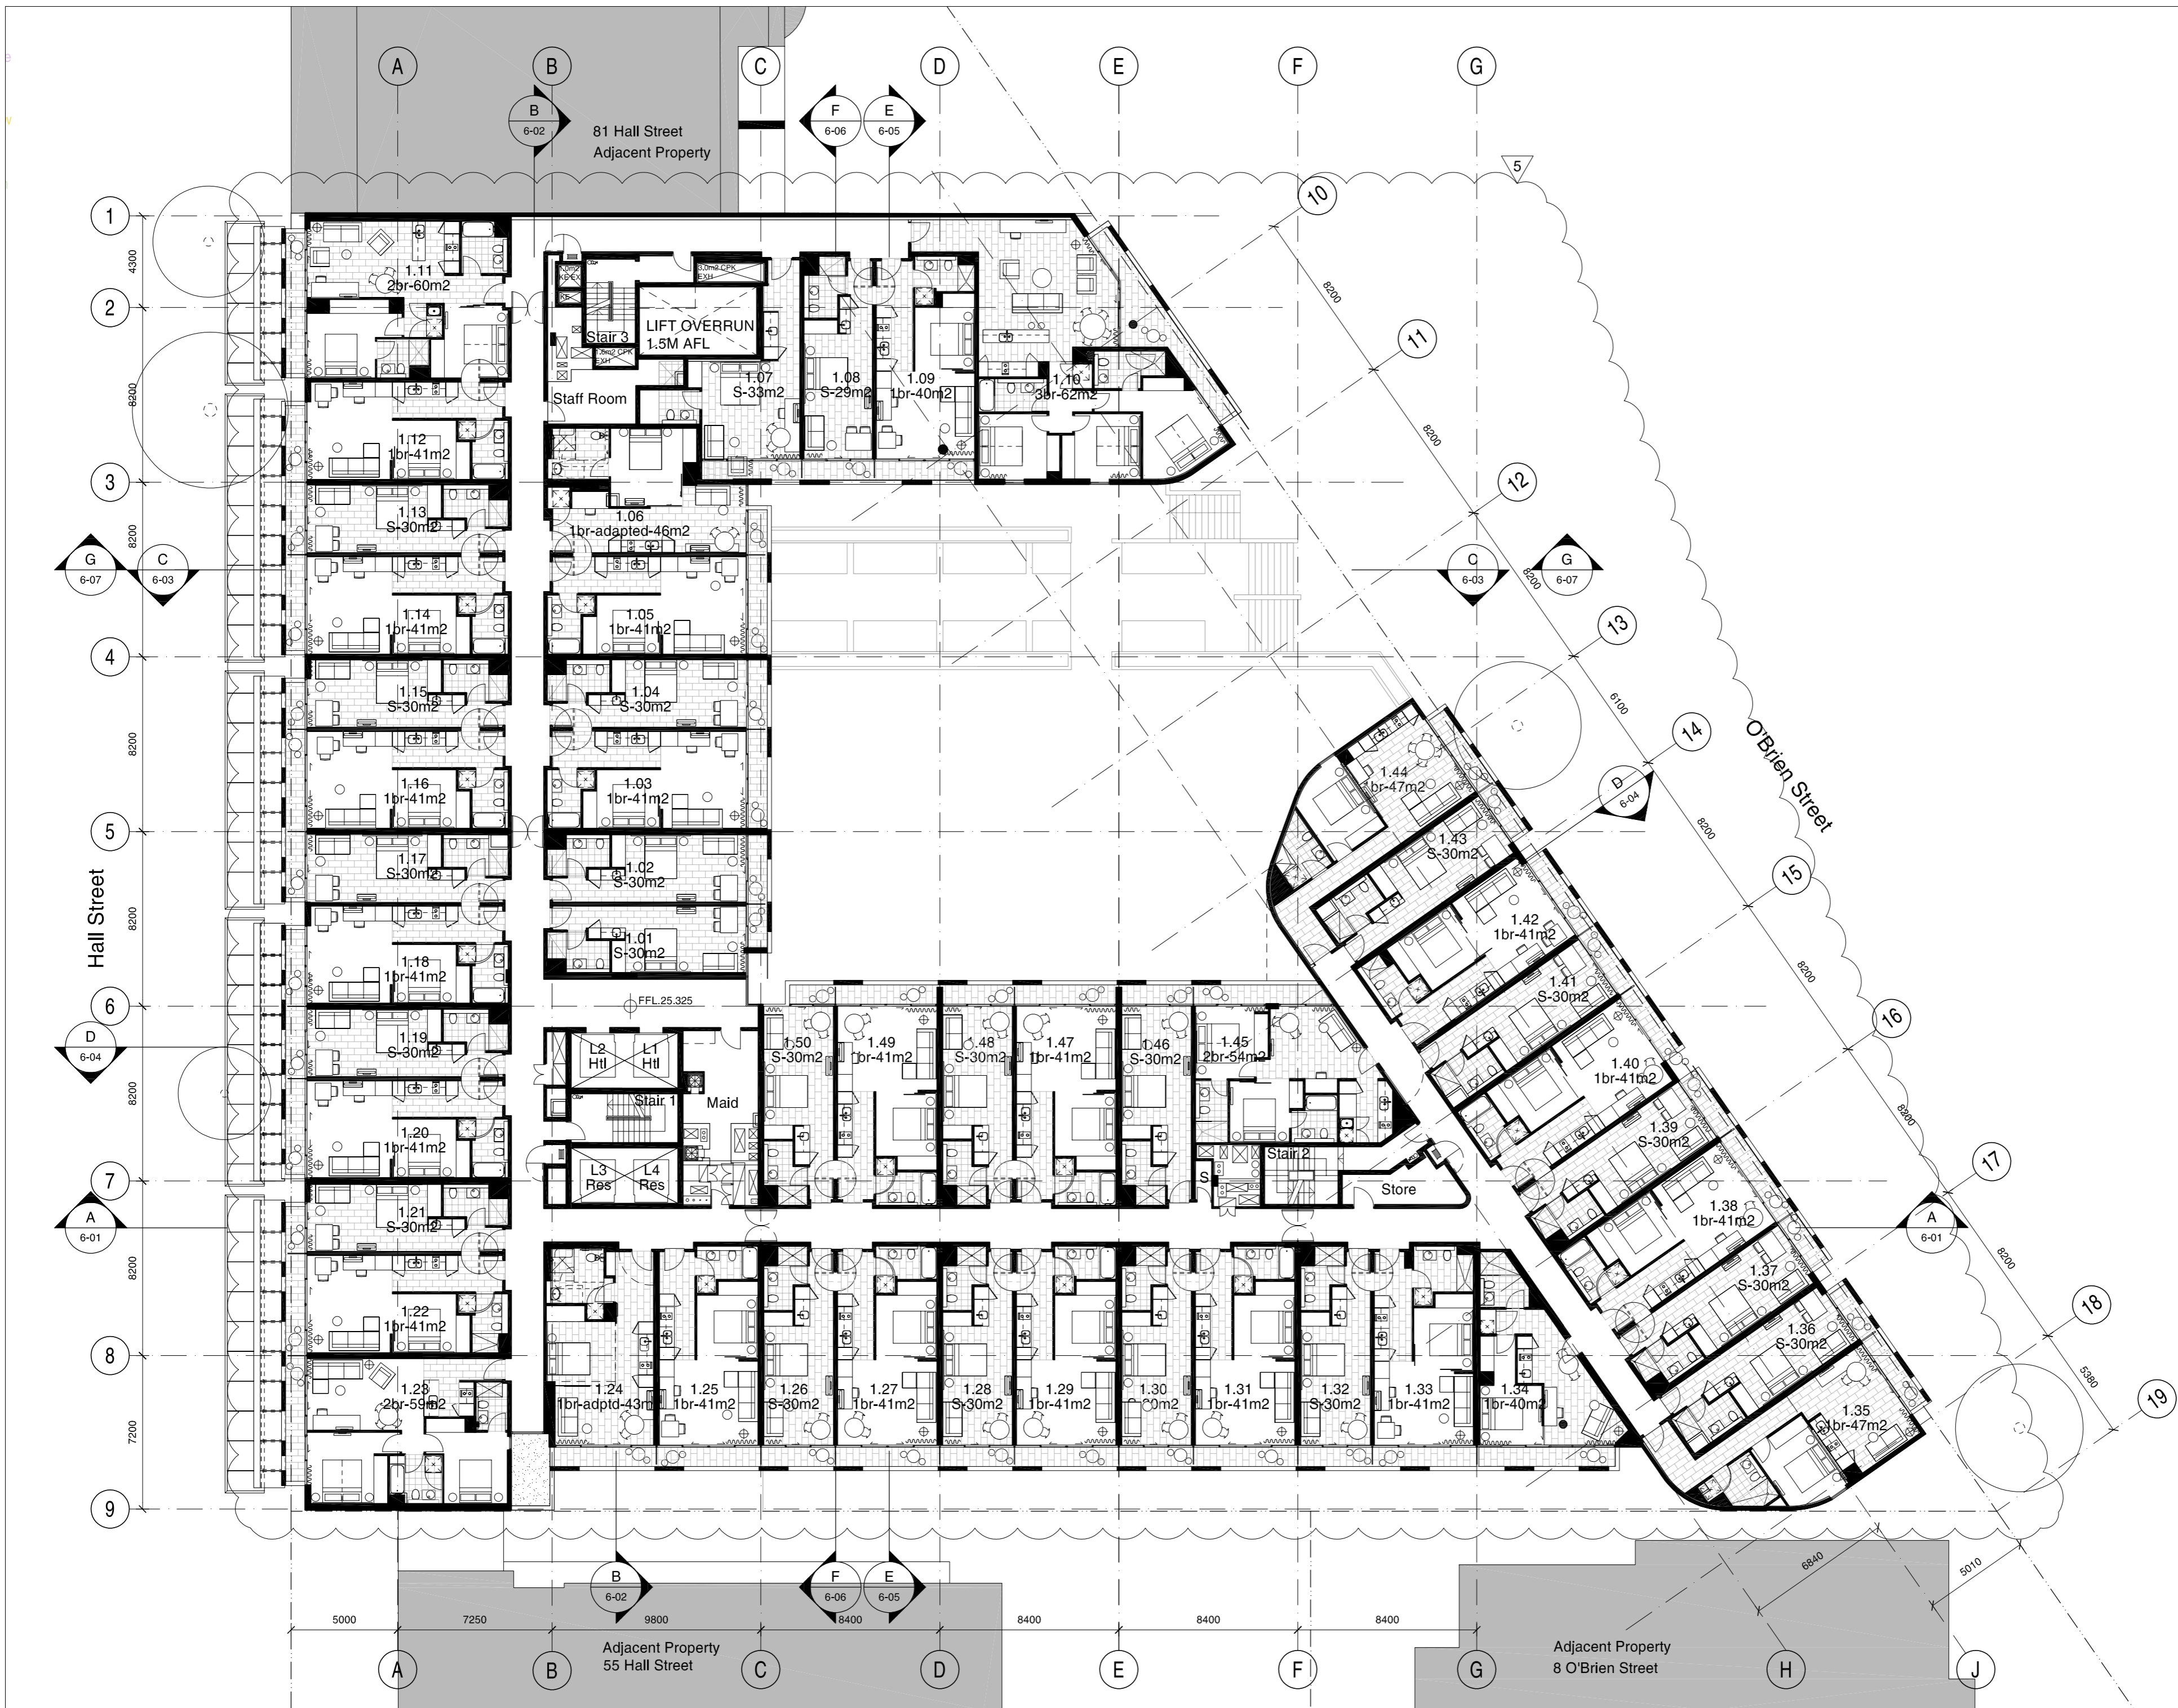 A
B
C
D
E
F
G
B
6-02
F
6-06
E
6-05
81 Hall Street
Adjacent Property
5
10
11
12
13
14
15
16
17
18
19
1
2
3
4
5
6
7
8
9
4300
8200
8200
8200
8200
8200
8200
7200
8200
8200
8200
6100
8200
8200
8200
8200
5380
Hall Street
O'Brien Street
G
6-07
C
6-03
D
6-04
A
6-01
C
6-03
G
6-07
D
6-04
A
6-01
1.11
2br-60m2
Stair 3
LIFT OVERRUN
1.5M AFL
3.0m2 CPK
EXH
CPK
EXH
KE
Staff Room
1.07
S-33m2
1.08
S-29m2
1.09
1br-40m2
1.10
3br-62m2
1.12
1br-41m2
1.13
S-30m2
1.06
1br-adapted-46m2
1.14
1br-41m2
1.05
1br-41m2
1.15
S-30m2
1.04
S-30m2
1.16
1br-41m2
1.03
1br-41m2
1.17
S-30m2
1.02
S-30m2
1.18
1br-41m2
1.01
S-30m2
FFL.25.325
1.19
S-30m2
L2
Htl
L1
Htl
Stair 1
Maid
1.20
1br-41m2
L3
Res
L4
Res
1.21
S-30m2
1.22
1br-41m2
1.23
2br-59m2
1.50
S-30m2
1.49
1br-41m2
1.48
S-30m2
1.47
1br-41m2
1.46
S-30m2
1.45
2br-54m2
S
Stair 2
Store
1.44
1br-47m2
1.43
S-30m2
1.42
1br-41m2
1.41
S-30m2
1.40
1br-41m2
1.39
S-30m2
1.38
1br-41m2
1.37
S-30m2
1.36
S-30m2
1.35
1br-47m2
1.24
1br-adptd-43m2
1.25
1br-41m2
1.26
S-30m2
1.27
1br-41m2
1.28
S-30m2
1.29
1br-41m2
1.30
1.31
1br-41m2
1.32
S-30m2
1.33
1br-41m2
1.34
1br-40m2
B
6-02
F
6-06
E
6-05
6840
5010
5000
7250
9800
8400
8400
8400
8400
Adjacent Property
55 Hall Street
Adjacent Property
8 O'Brien Street
A
B
C
D
E
F
G
H
J